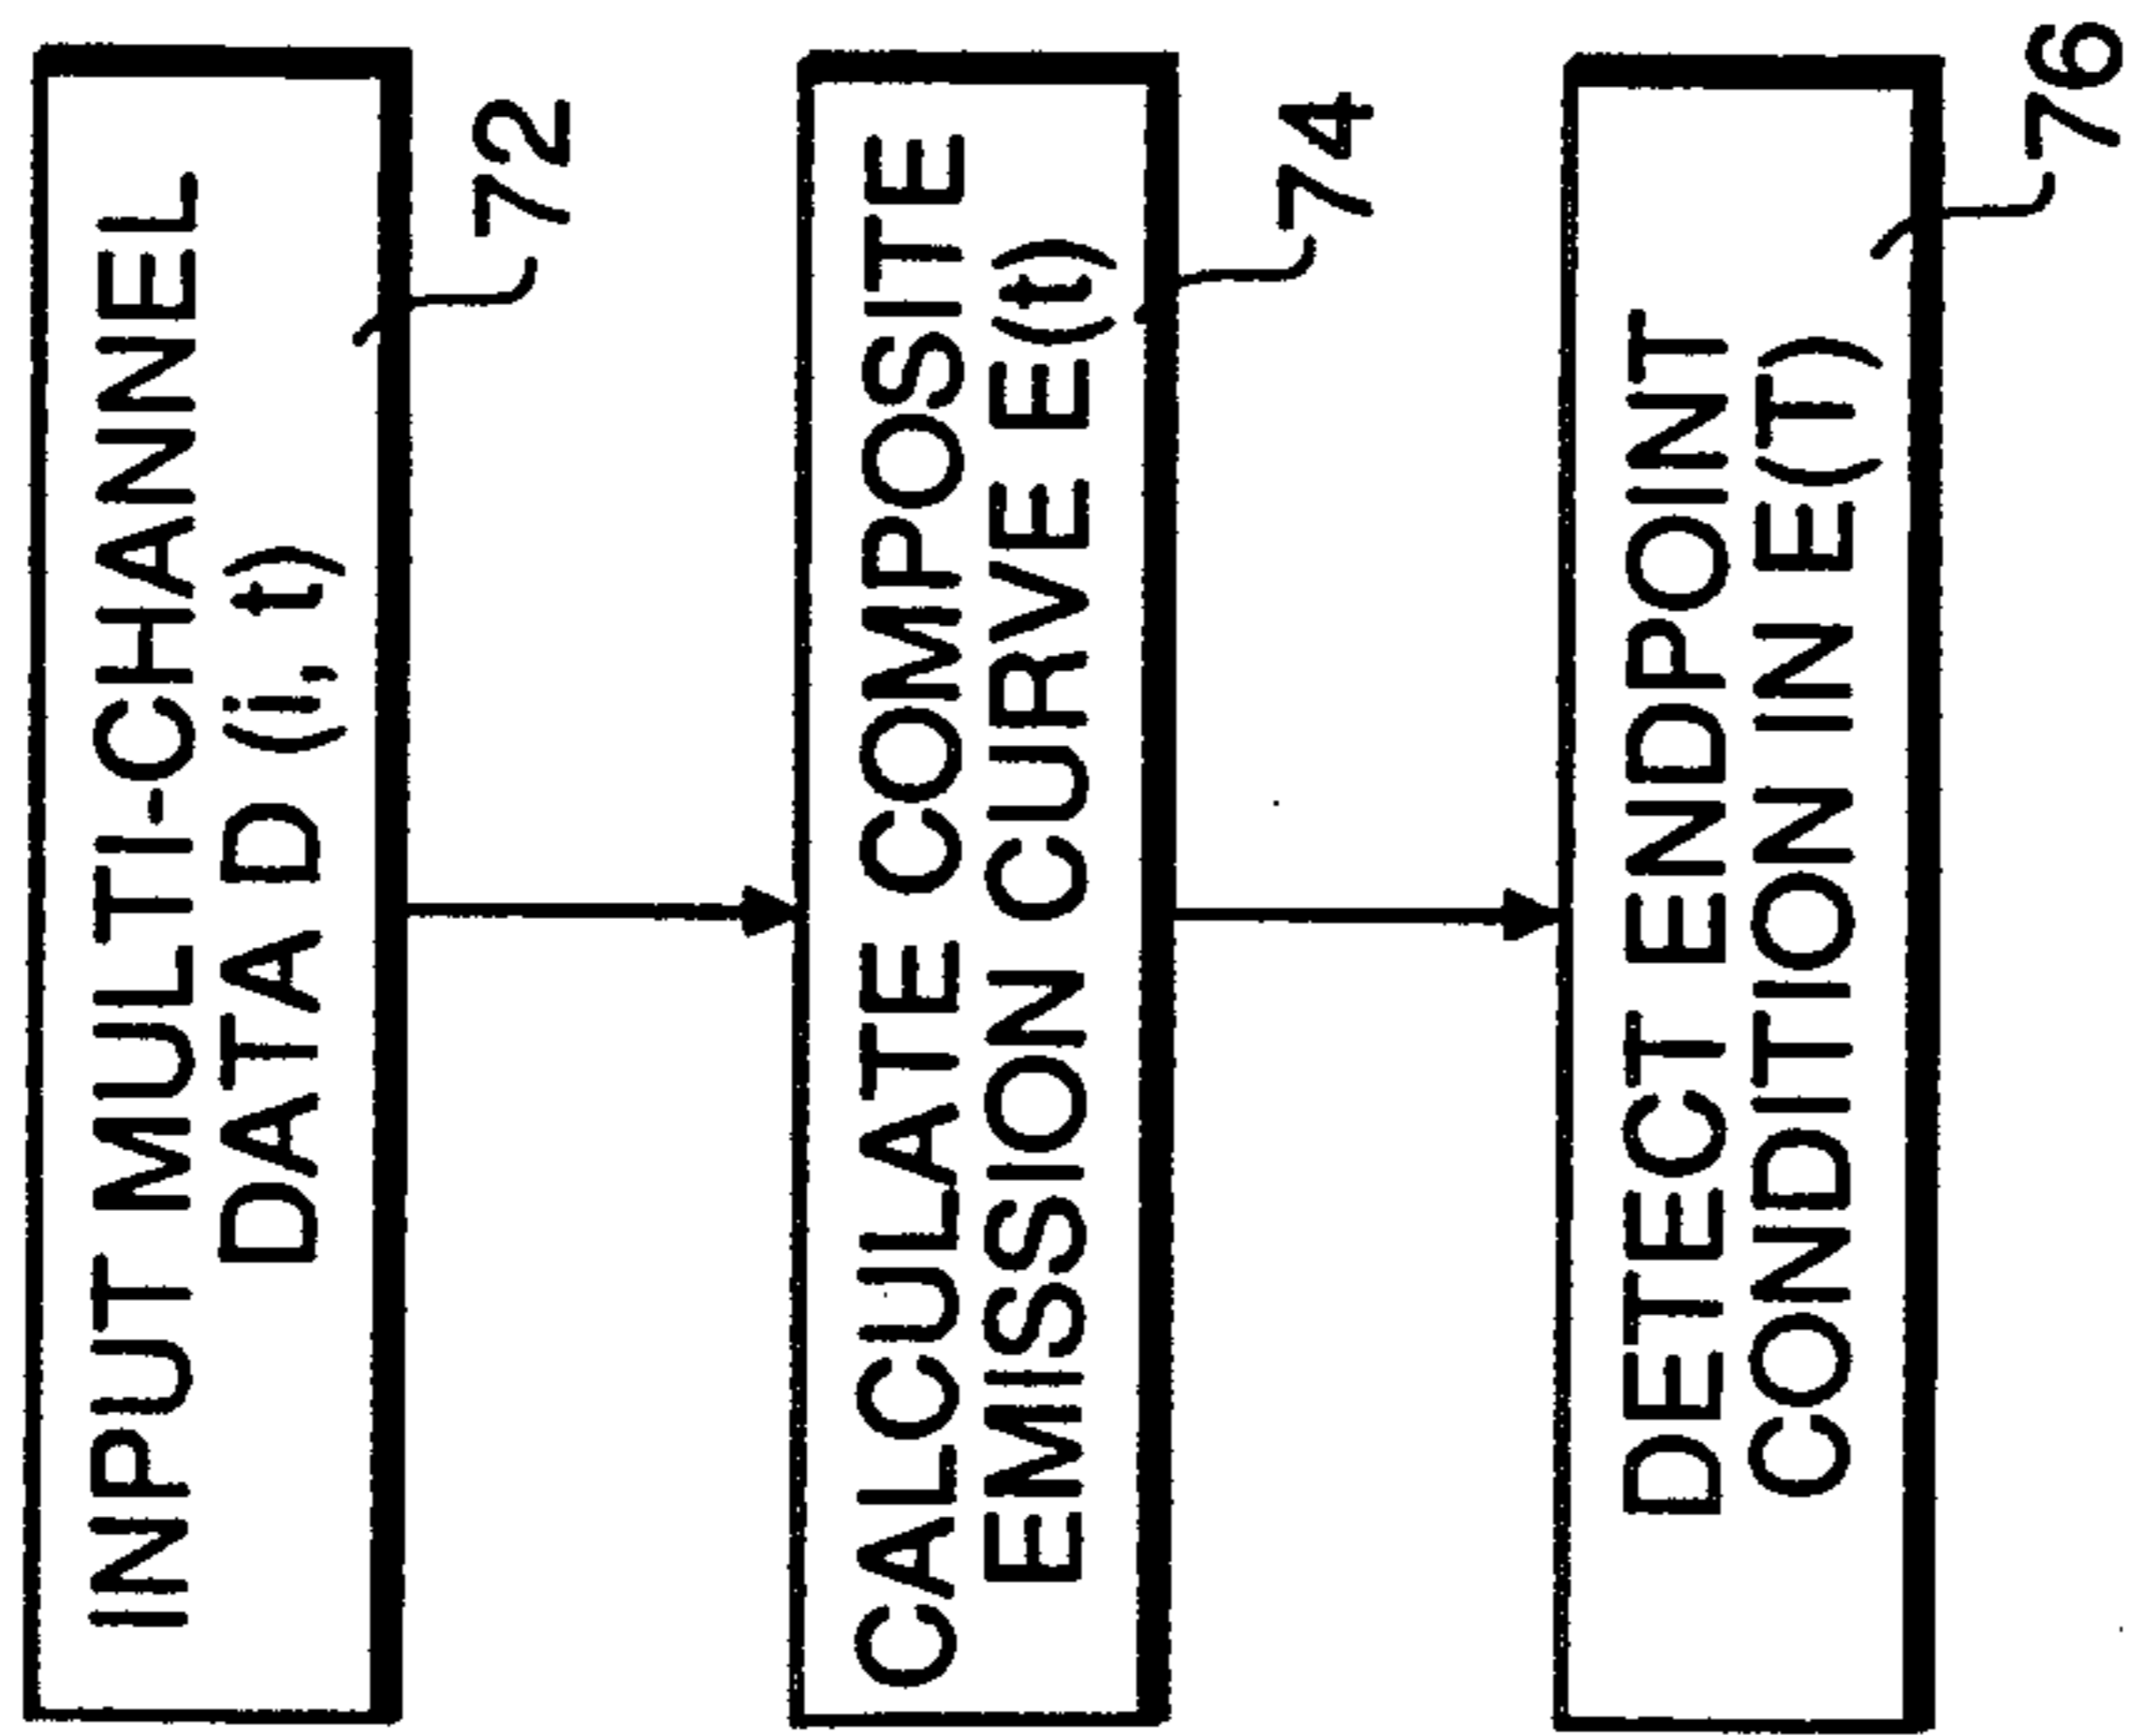 INPUT MULTI-CHANNEL
DATA D (i, t)
72
CALCULATE COMPOSITE
EMISSION CURVE E(t)
74
DETECT ENDPOINT
CONDITION IN E(T)
76